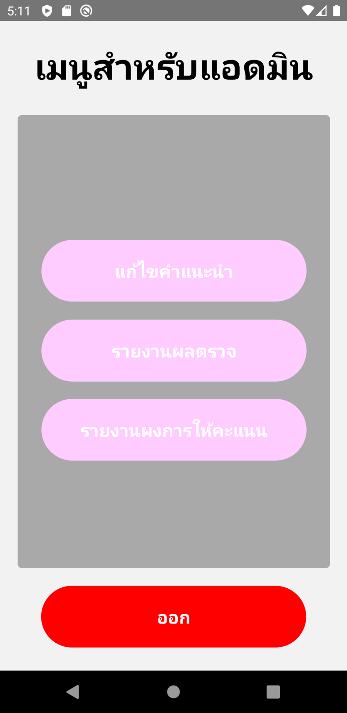 5:11
เมนูสำหรับแอดมิน
แก้ไขคำแนะนำ
รายงานผลตรวจ
รายงานผงการให้คะแนน
ออก